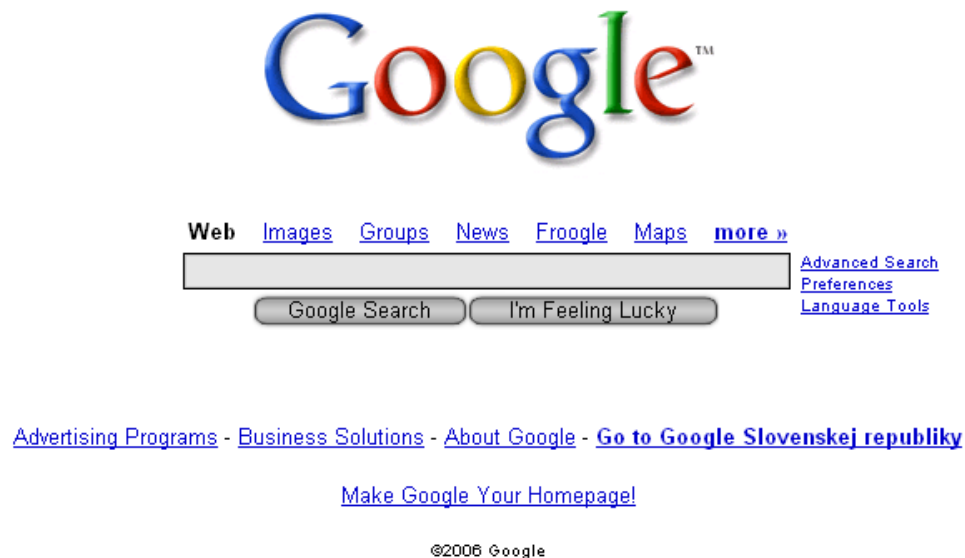 Google™
Web Images Groups News Froogle Maps more »
Advanced Search
Preferences
Language Tools
Google Search I'm Feeling Lucky
Advertising Programs - Business Solutions - About Google - Go to Google Slovenskej republiky
Make Google Your Homepage!
©2006 Google